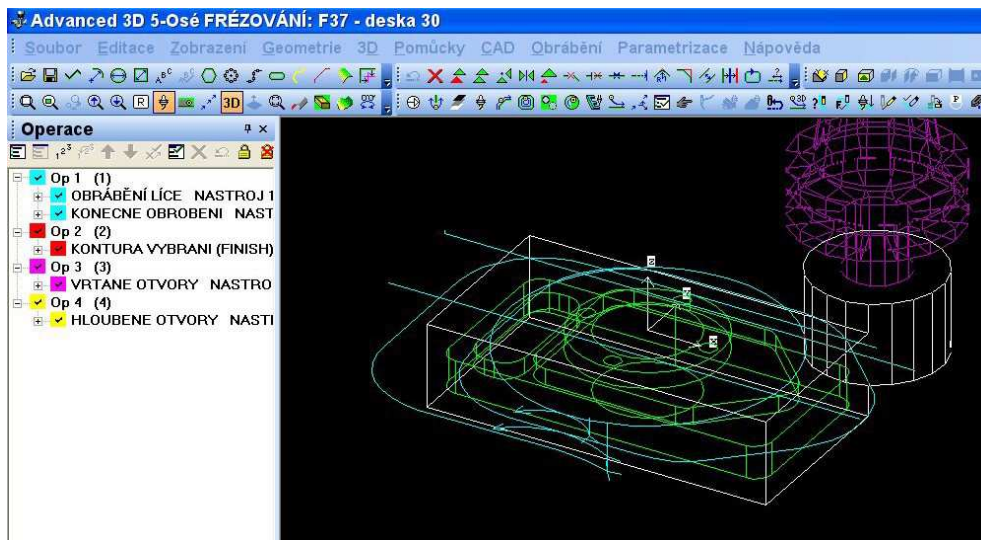 Advanced 3D 5-Osé FRÉZOVÁNÍ: F37 - deska 30
Soubor Editace Zobrazení Geometrie 3D Pomůcky CAD Obrábění Parametrizace Nápověda
3D
Operace
Op 1 (1)
OBRÁBĚNÍ LÍCE NASTROJ 1
KONECNE OBROBENI NAST
Op 2 (2)
KONTURA VYBRANI (FINISH)
Op 3 (3)
VRTANE OTVORY NASTRO
Op 4 (4)
HLOUBENE OTVORY NASTI